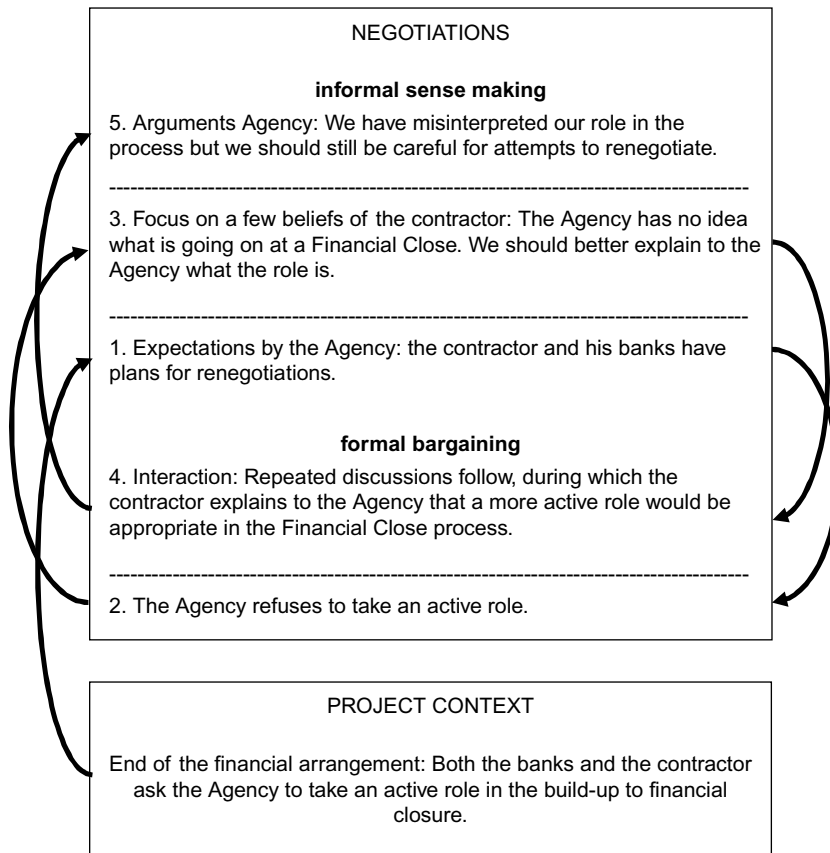 NEGOTIATIONS
informal sense making
5. Arguments Agency: We have misinterpreted our role in the
process but we should still be careful for attempts to renegotiate.
3. Focus on a few beliefs of the contractor: The Agency has no idea
what is going on at a Financial Close. We should better explain to the
Agency what the role is.
1. Expectations by the Agency: the contractor and his banks have
plans for renegotiations.
formal bargaining
4. Interaction: Repeated discussions follow, during which the
contractor explains to the Agency that a more active role would be
appropriate in the Financial Close process.
2. The Agency refuses to take an active role.
PROJECT CONTEXT
End of the financial arrangement: Both the banks and the contractor
ask the Agency to take an active role in the build-up to financial
closure.